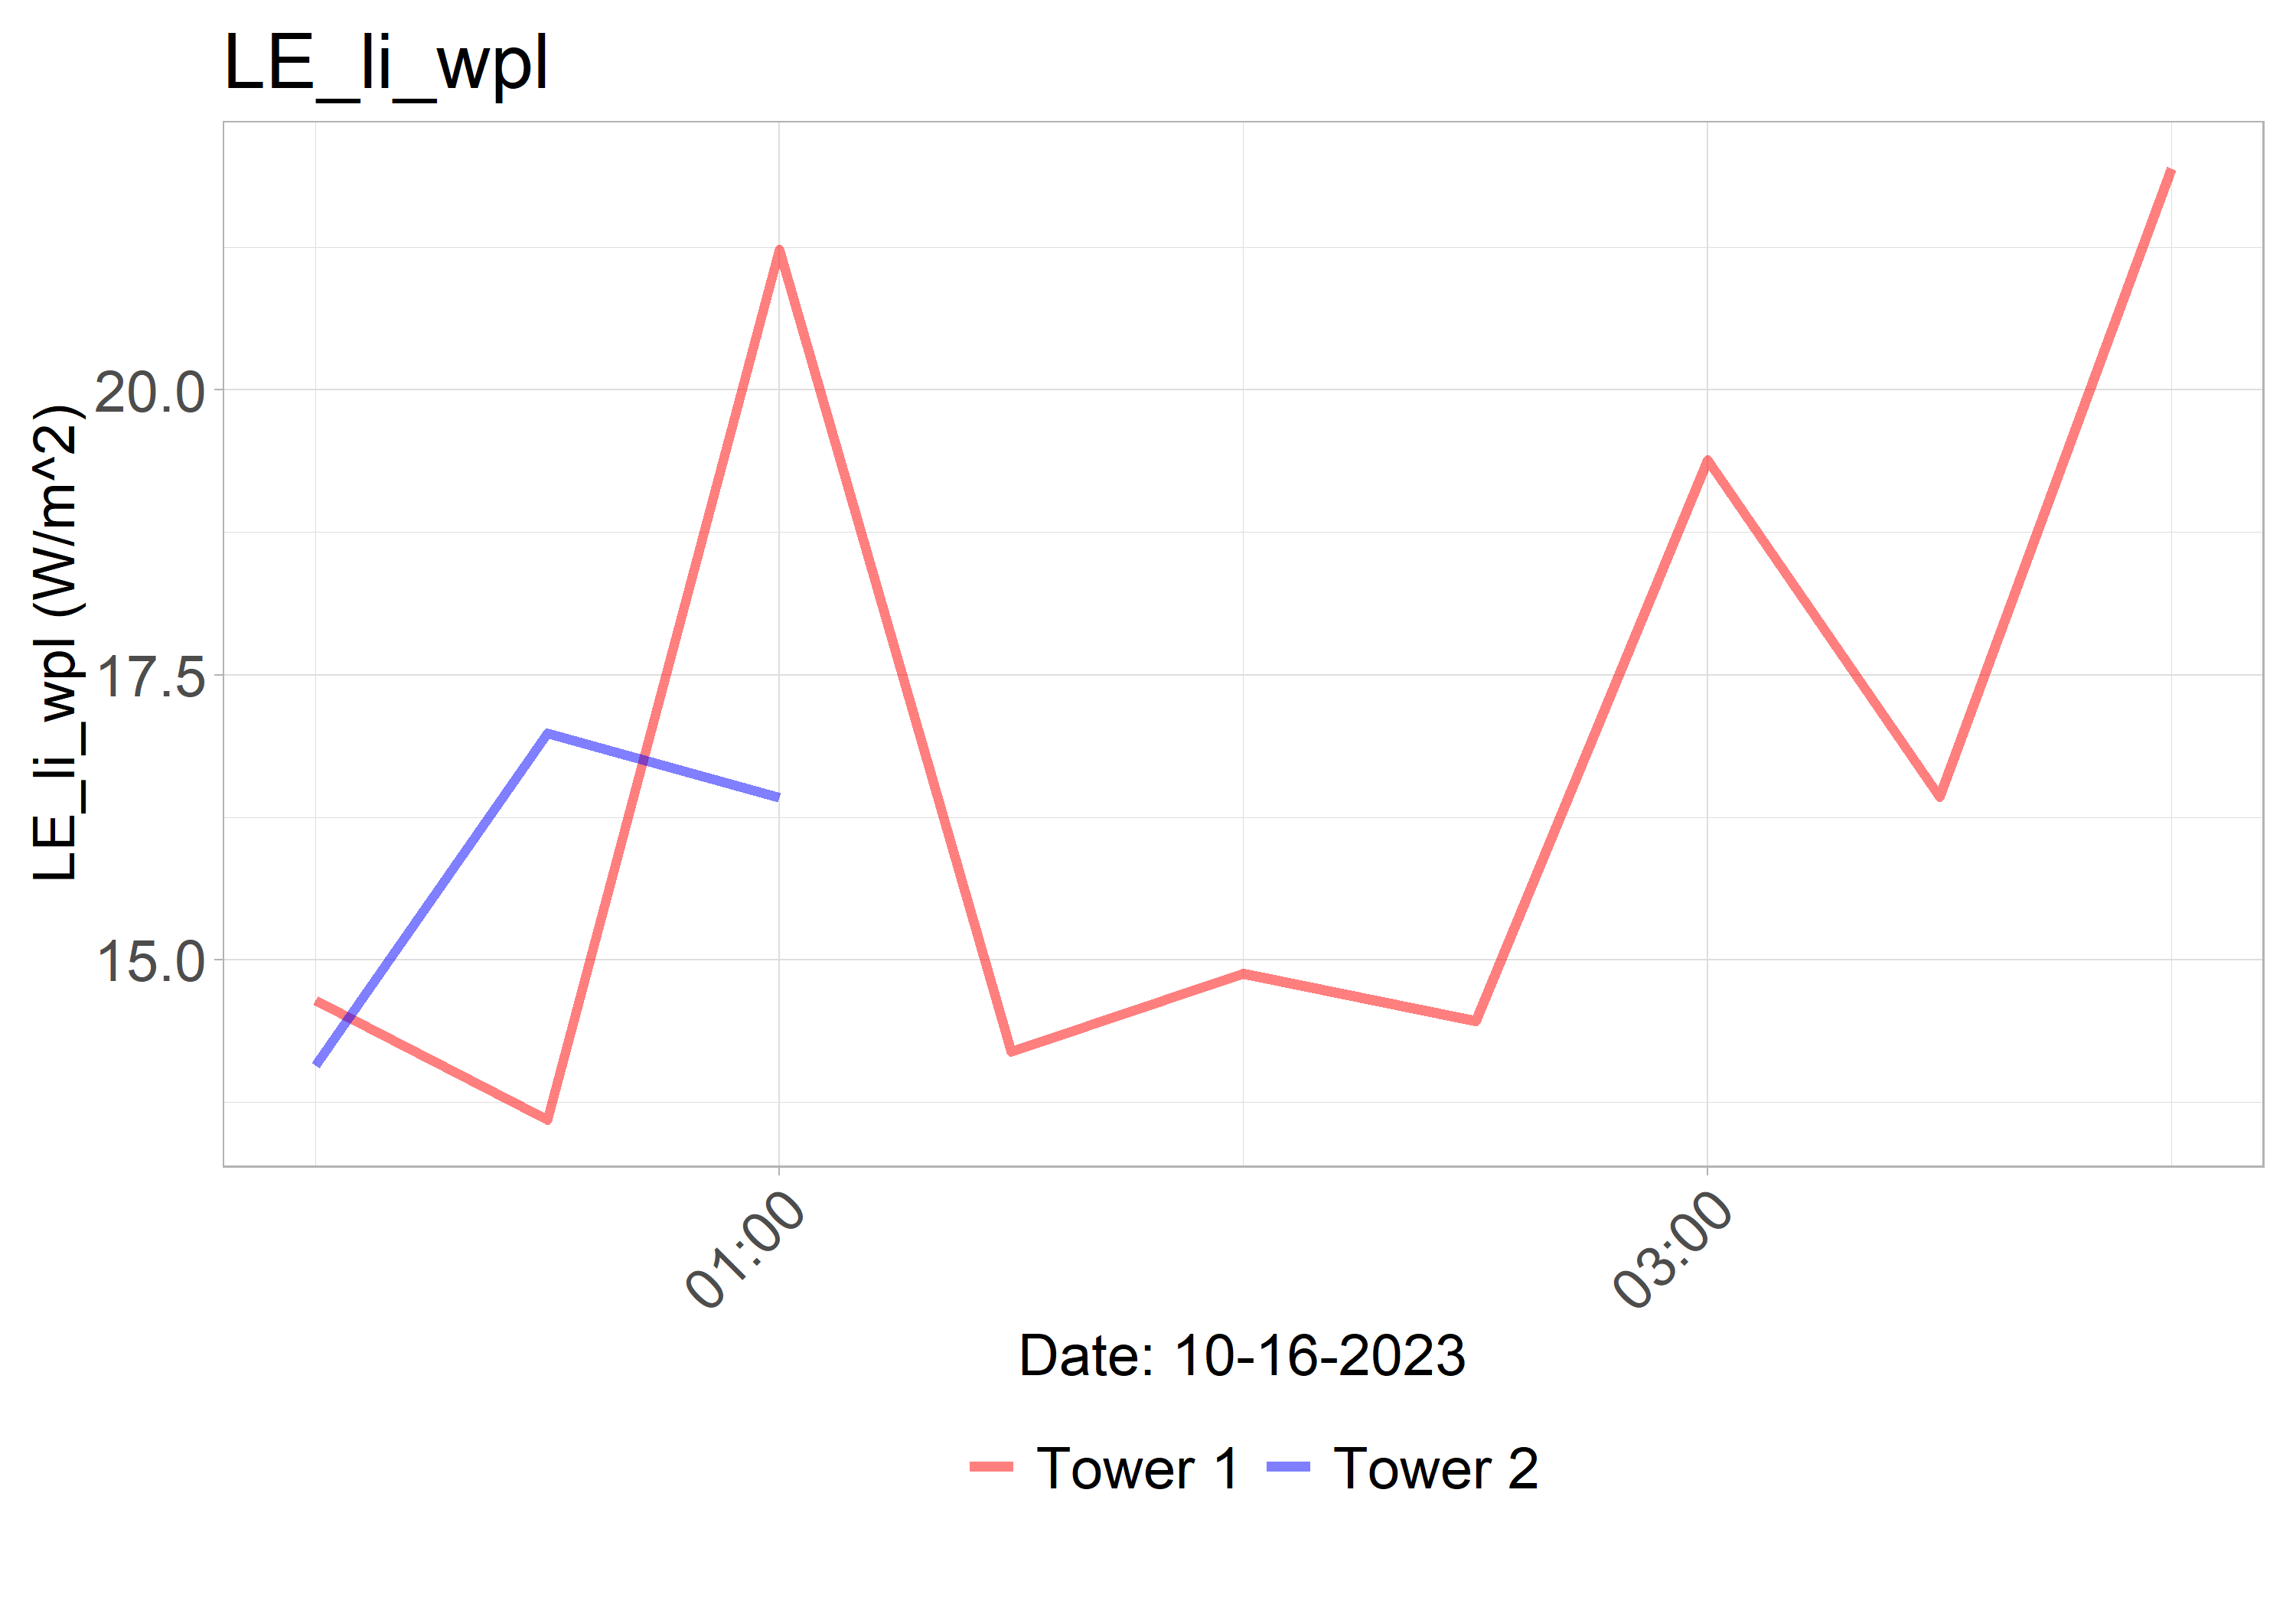 LE_li_wpl
LE_li_wpl (W/m^2)
20.0
17.5
15.0
01:00
03:00
Date: 10-16-2023
Tower 1
Tower 2